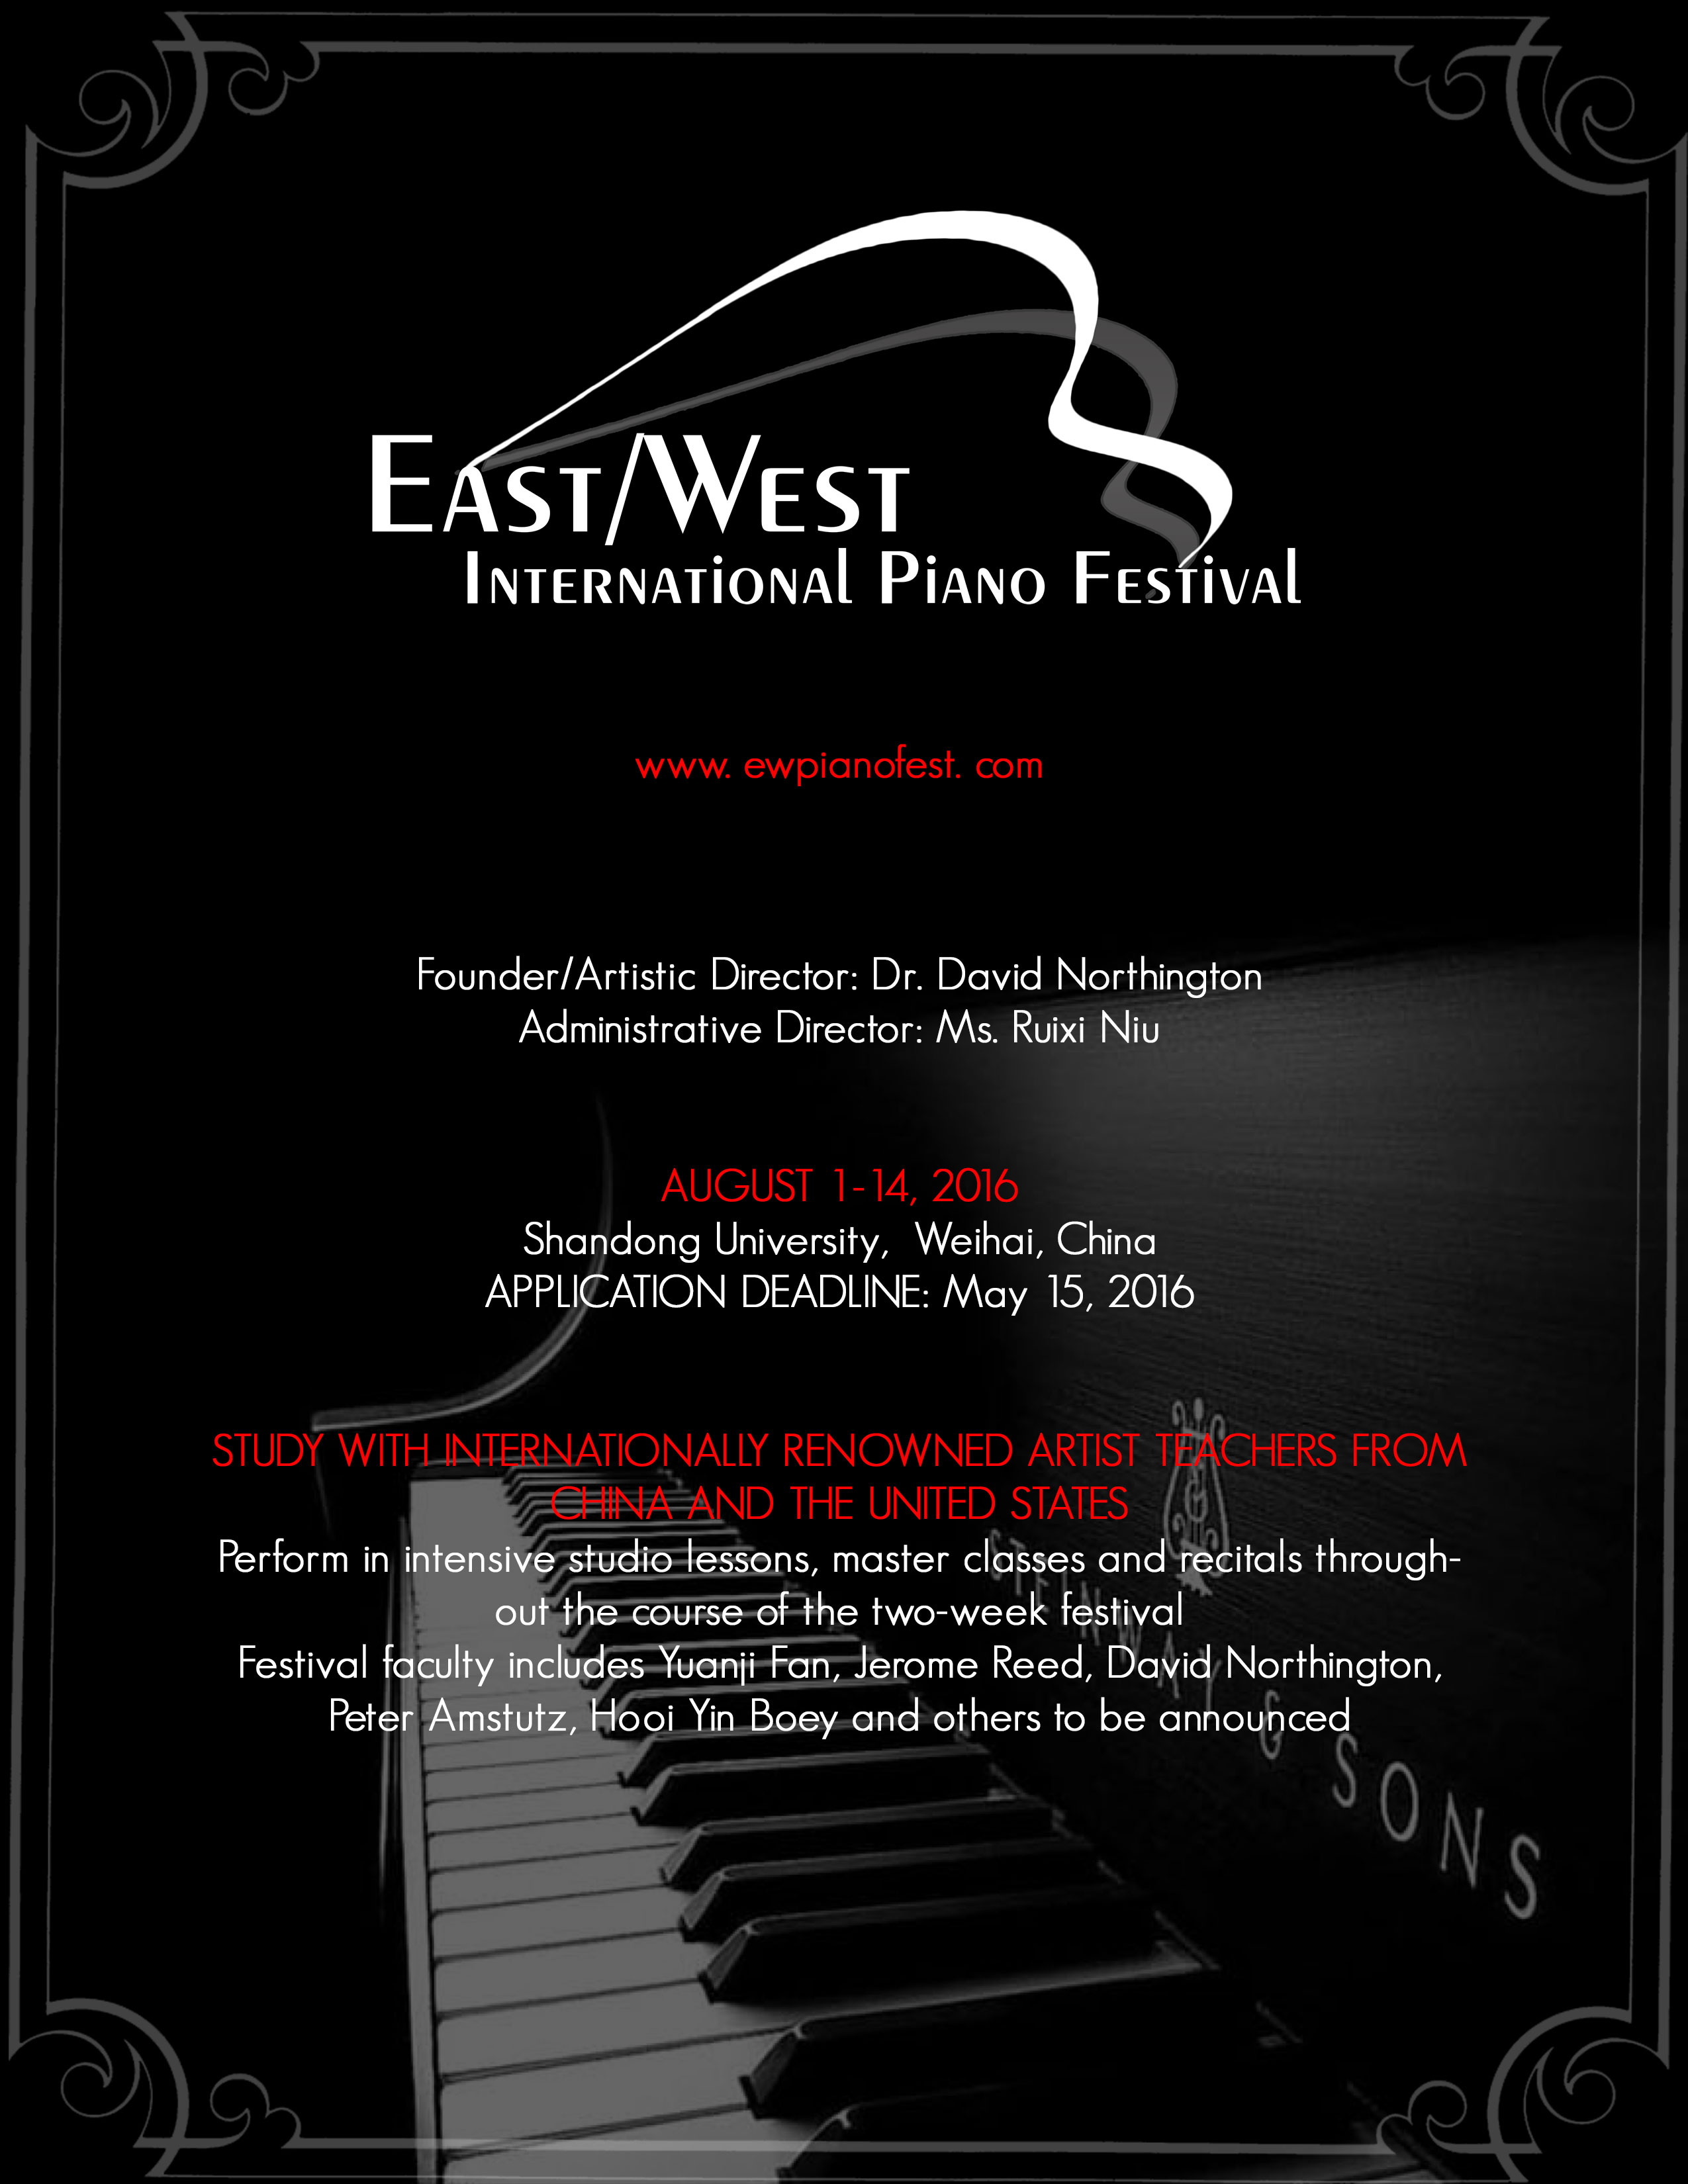 EAST/WEST
INTERNATIONAL PIANO FESTIVAL
www. ewpianofest. com
Founder/Artistic Director: Dr. David Northington
Administrative Director: Ms. Ruixi Niu
AUGUST 1-14, 2016
Shandong University,  Weihai, China
APPLICATION DEADLINE: May 15, 2016
STUDY WITH INTERNATIONALLY RENOWNED ARTIST TEACHERS FROM
CHINA AND THE UNITED STATES
Perform in intensive studio lessons, master classes and recitals through-
out the course of the two-week festival
Festival faculty includes Yuanji Fan, Jerome Reed, David Northington,
Peter Amstutz, Hooi Yin Boey and others to be announced
STEINWAY & SONS